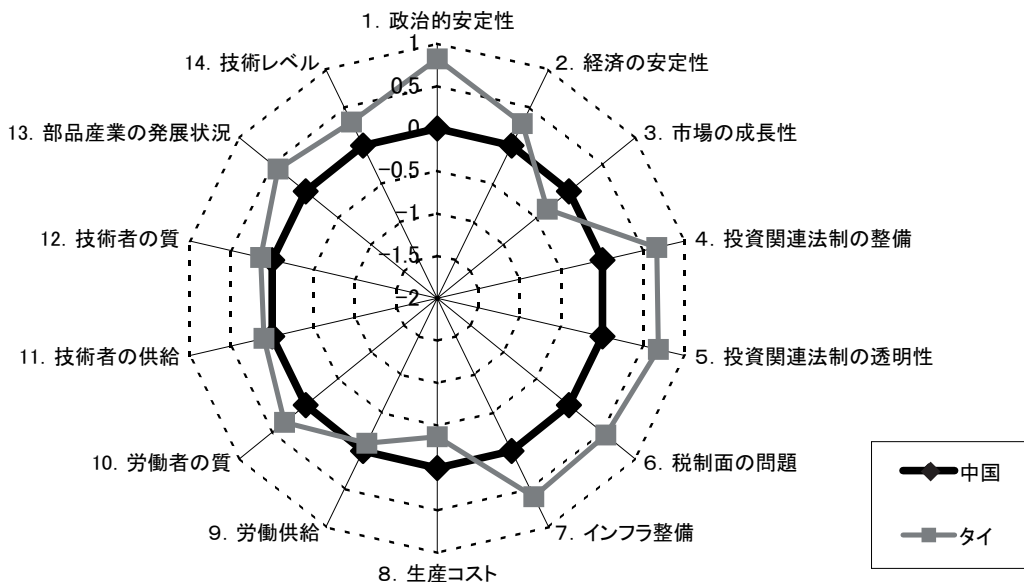 1. 政治的安定性
2. 経済の安定性
3. 市場の成長性
4. 投資関連法制の整備
5. 投資関連法制の透明性
6. 税制面の問題
7. インフラ整備
8. 生産コスト
9. 労働供給
10. 労働者の質
11. 技術者の供給
12. 技術者の質
13. 部品産業の発展状況
14. 技術レベル
1
0.5
0
-0.5
-1
-1.5
-2
中国
タイ